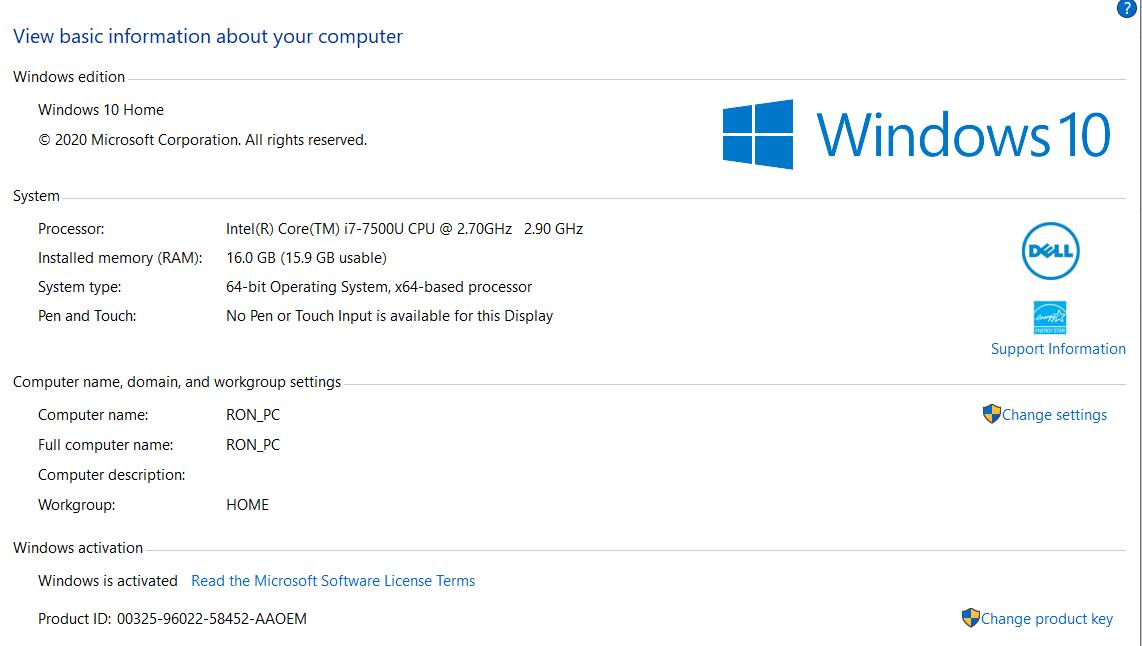 ?
View basic information about your computer
Windows edition
Windows 10 Home
© 2020 Microsoft Corporation. All rights reserved.
Windows 10
System
Processor: Intel(R) Core(TM) i7-7500U CPU @ 2.70GHz 2.90 GHz
Installed memory (RAM): 16.0 GB (15.9 GB usable)
System type: 64-bit Operating System, x64-based processor
Pen and Touch: No Pen or Touch Input is available for this Display
DELL
energy
ENERGY STAR
Support Information
Computer name, domain, and workgroup settings
Computer name: RON_PC
Change settings
Full computer name: RON_PC
Computer description:
Workgroup: HOME
Windows activation
Windows is activated Read the Microsoft Software License Terms
Product ID: 00325-96022-58452-AAOEM
Change product key